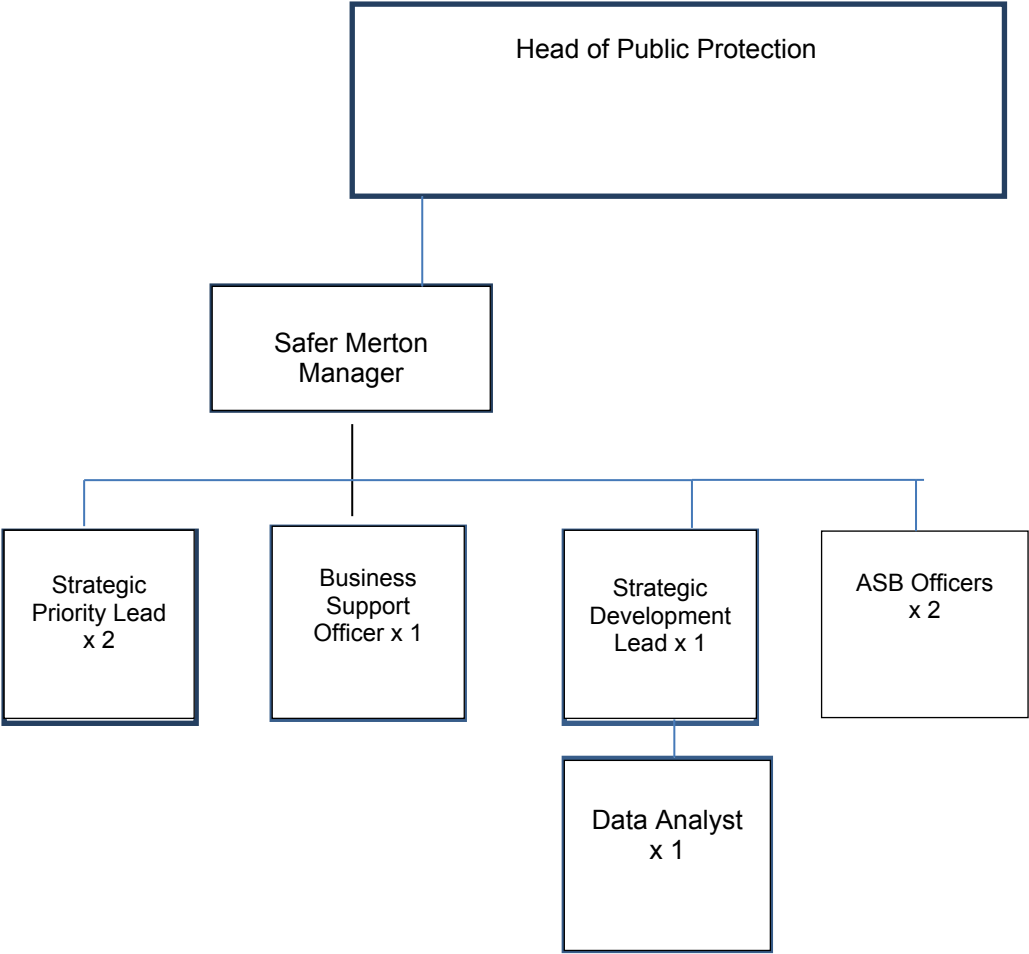 Head of Public Protection
Safer Merton
Manager
Strategic
Priority Lead
x 2
Business
Support
Officer x 1
Strategic
Development
Lead x 1
ASB Officers
x 2
Data Analyst
x 1